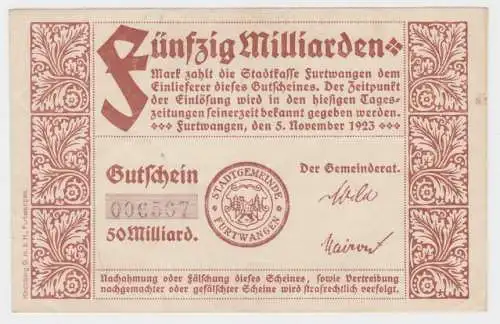 Fünfzig Milliarden
Mark zahlt die Stadtkasse Furtwangen dem
Einlieferer dieses Gutscheines. Der Zeitpunkt
der Einlösung wird in den hiesigen Tages-
zeitungen seinerzeit bekannt gegeben werden.
Furtwangen, den 5. November 1923
Gutschein
Der Gemeinderat.
006567
STADTGEMEINDE
FURTWANGEN
50 Milliard.
Nachahmung oder Fälschung dieses Scheines, sowie Vertreibung
nachgemachter oder gefälschter Scheine wird strafrechtlich verfolgt.